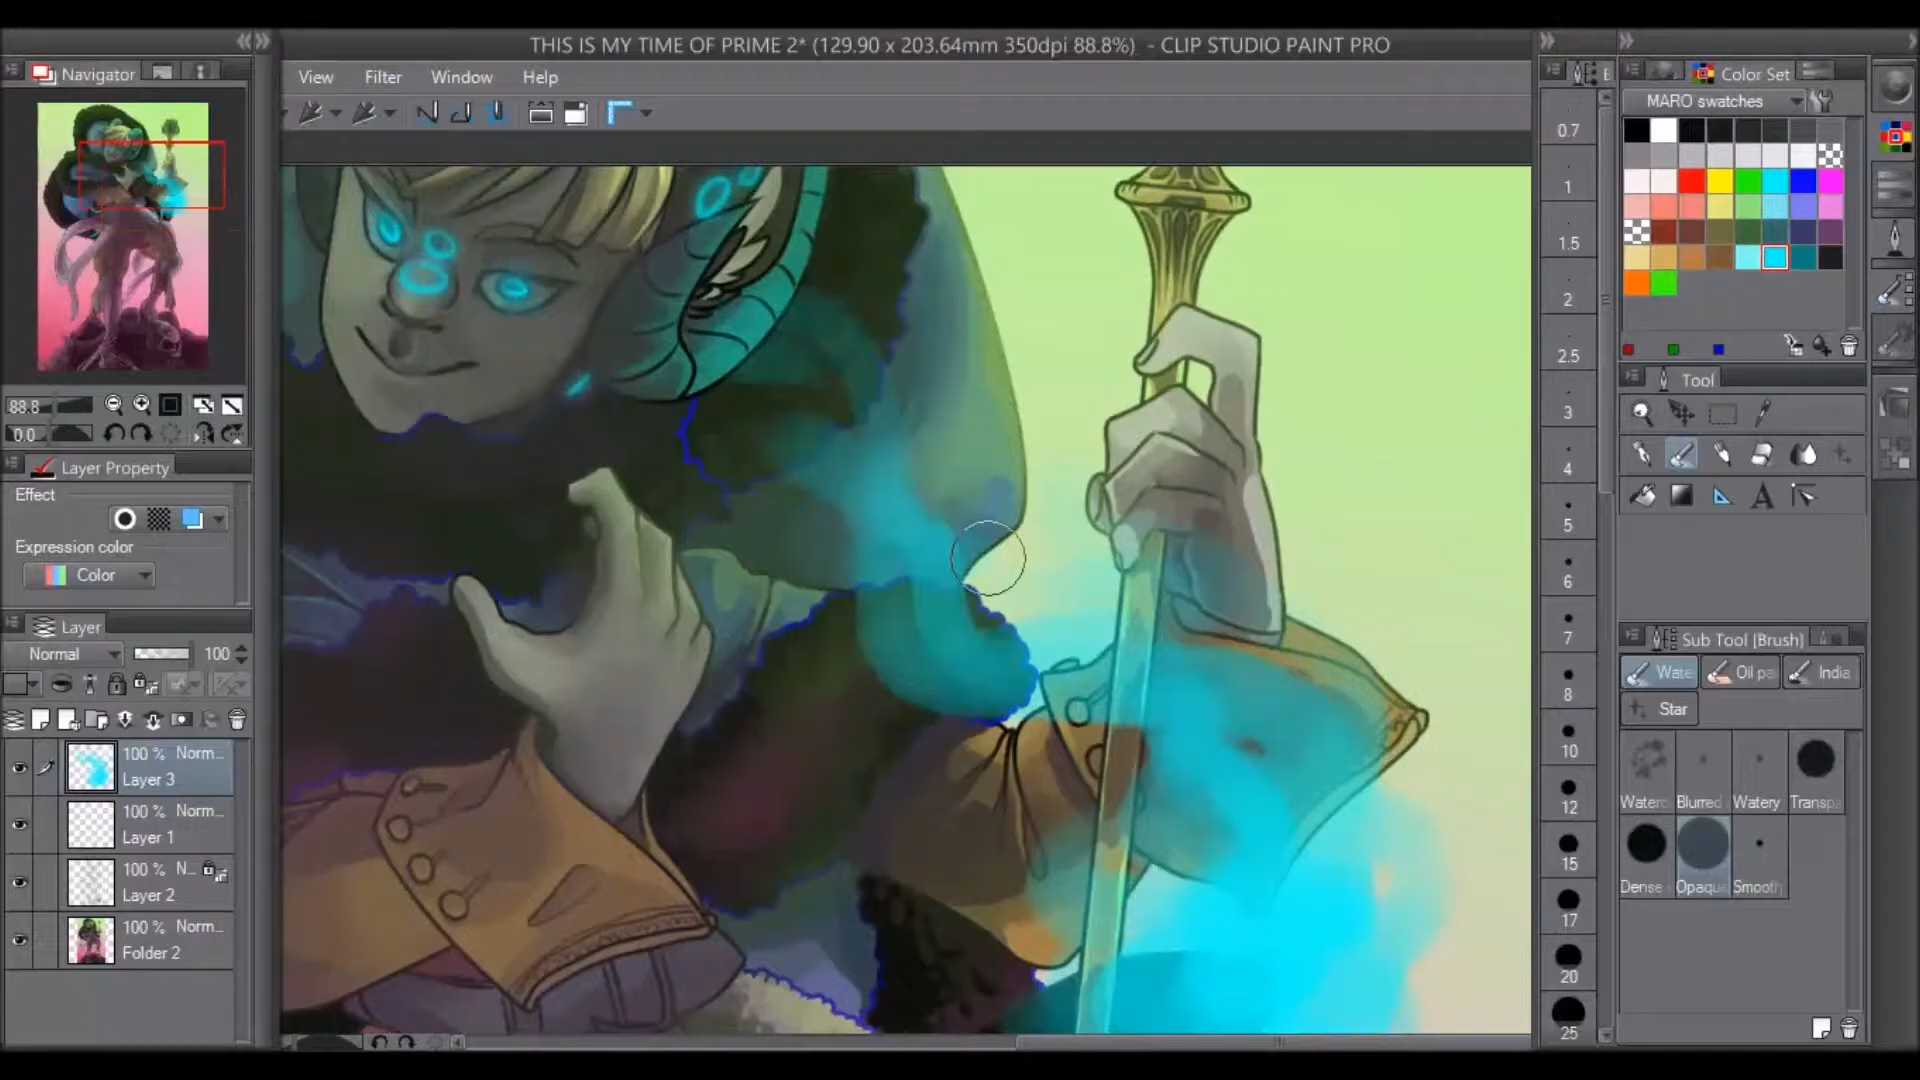 THIS IS MY TIME OF PRIME 2* (129.90 x 203.64mm 350dpi 88.8%) - CLIP STUDIO PAINT PRO
View Filter Window Help
Navigator
88.8
0.0
Layer Property
Effect
Expression color
Color
Layer
Normal 100
100 % Norm...
Layer 3
100 % Norm...
Layer 1
100 % N...
Layer 2
100 % Norm...
Folder 2
0.7
1
1.5
2
2.5
3
4
5
6
7
8
10
12
15
17
20
25
Color Set
MARO swatches
Tool
Sub Tool [Brush]
Wate Oil pa India
Star
Waterc Blurred Watery Transpa
Dense Opaqu Smooth